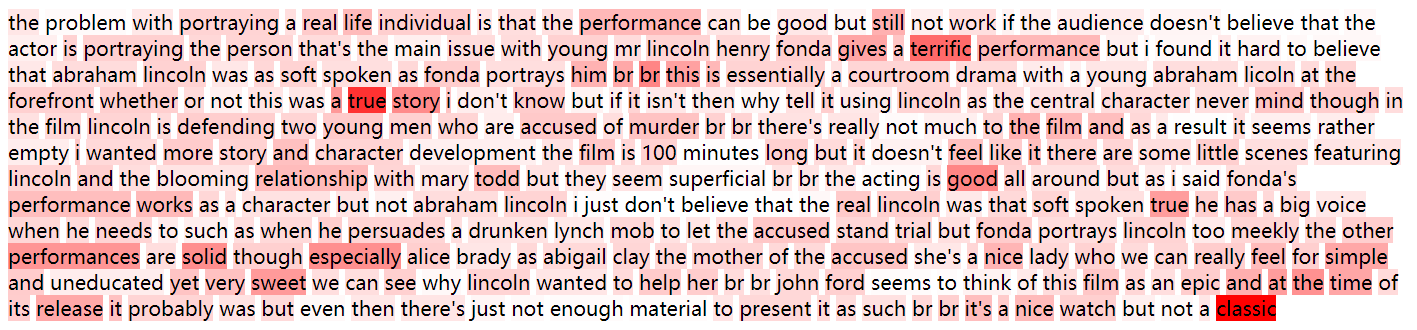 the problem with portraying a real life individual is that the performance can be good but still not work if the audience doesn't believe that the
actor is portraying the person that's the main issue with young mr lincoln henry fonda gives a terrific performance but i found it hard to believe
that abraham lincoln was as soft spoken as fonda portrays him br br this is essentially a courtroom drama with a young abraham licoln at the
forefront whether or not this was a true story i don't know but if it isn't then why tell it using lincoln as the central character never mind though in
the film lincoln is defending two young men who are accused of murder br br there's really not much to the film and as a result it seems rather
empty i wanted more story and character development the film is 100 minutes long but it doesn't feel like it there are some little scenes featuring
lincoln and the blooming relationship with mary todd but they seem superficial br br the acting is good all around but as i said fonda's
performance works as a character but not abraham lincoln i just don't believe that the real lincoln was that soft spoken true he has a big voice
when he needs to such as when he persuades a drunken lynch mob to let the accused stand trial but fonda portrays lincoln too meekly the other
performances are solid though especially alice brady as abigail clay the mother of the accused she's a nice lady who we can really feel for simple
and uneducated yet very sweet we can see why lincoln wanted to help her br br john ford seems to think of this film as an epic and at the time of
its release it probably was but even then there's just not enough material to present it as such br br it's a nice watch but not a classic